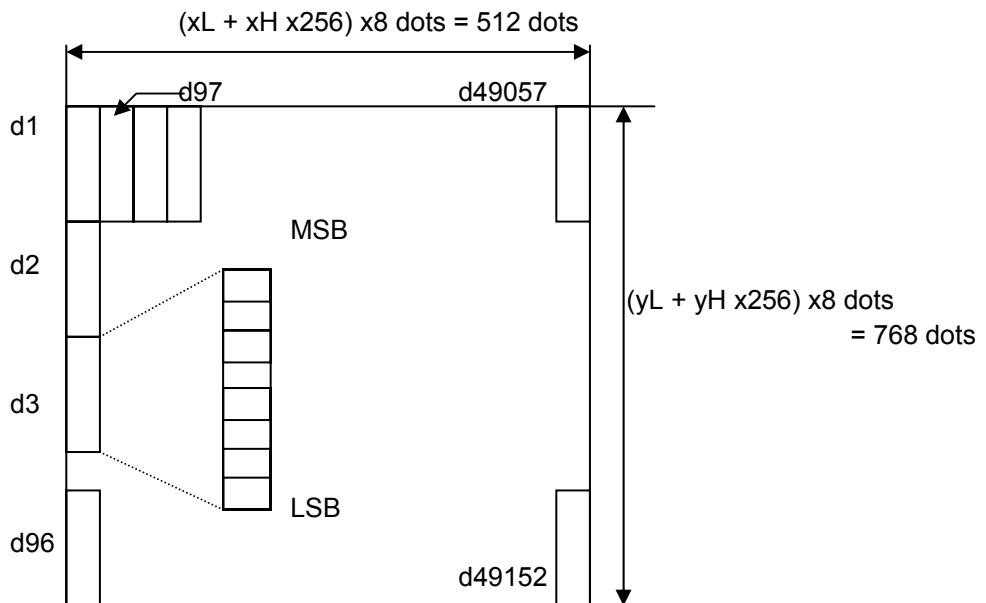 (xL + xH x256) x8 dots = 512 dots
d97
d49057
d1
MSB
d2
(yL + yH x256) x8 dots
= 768 dots
d3
LSB
d96
d49152